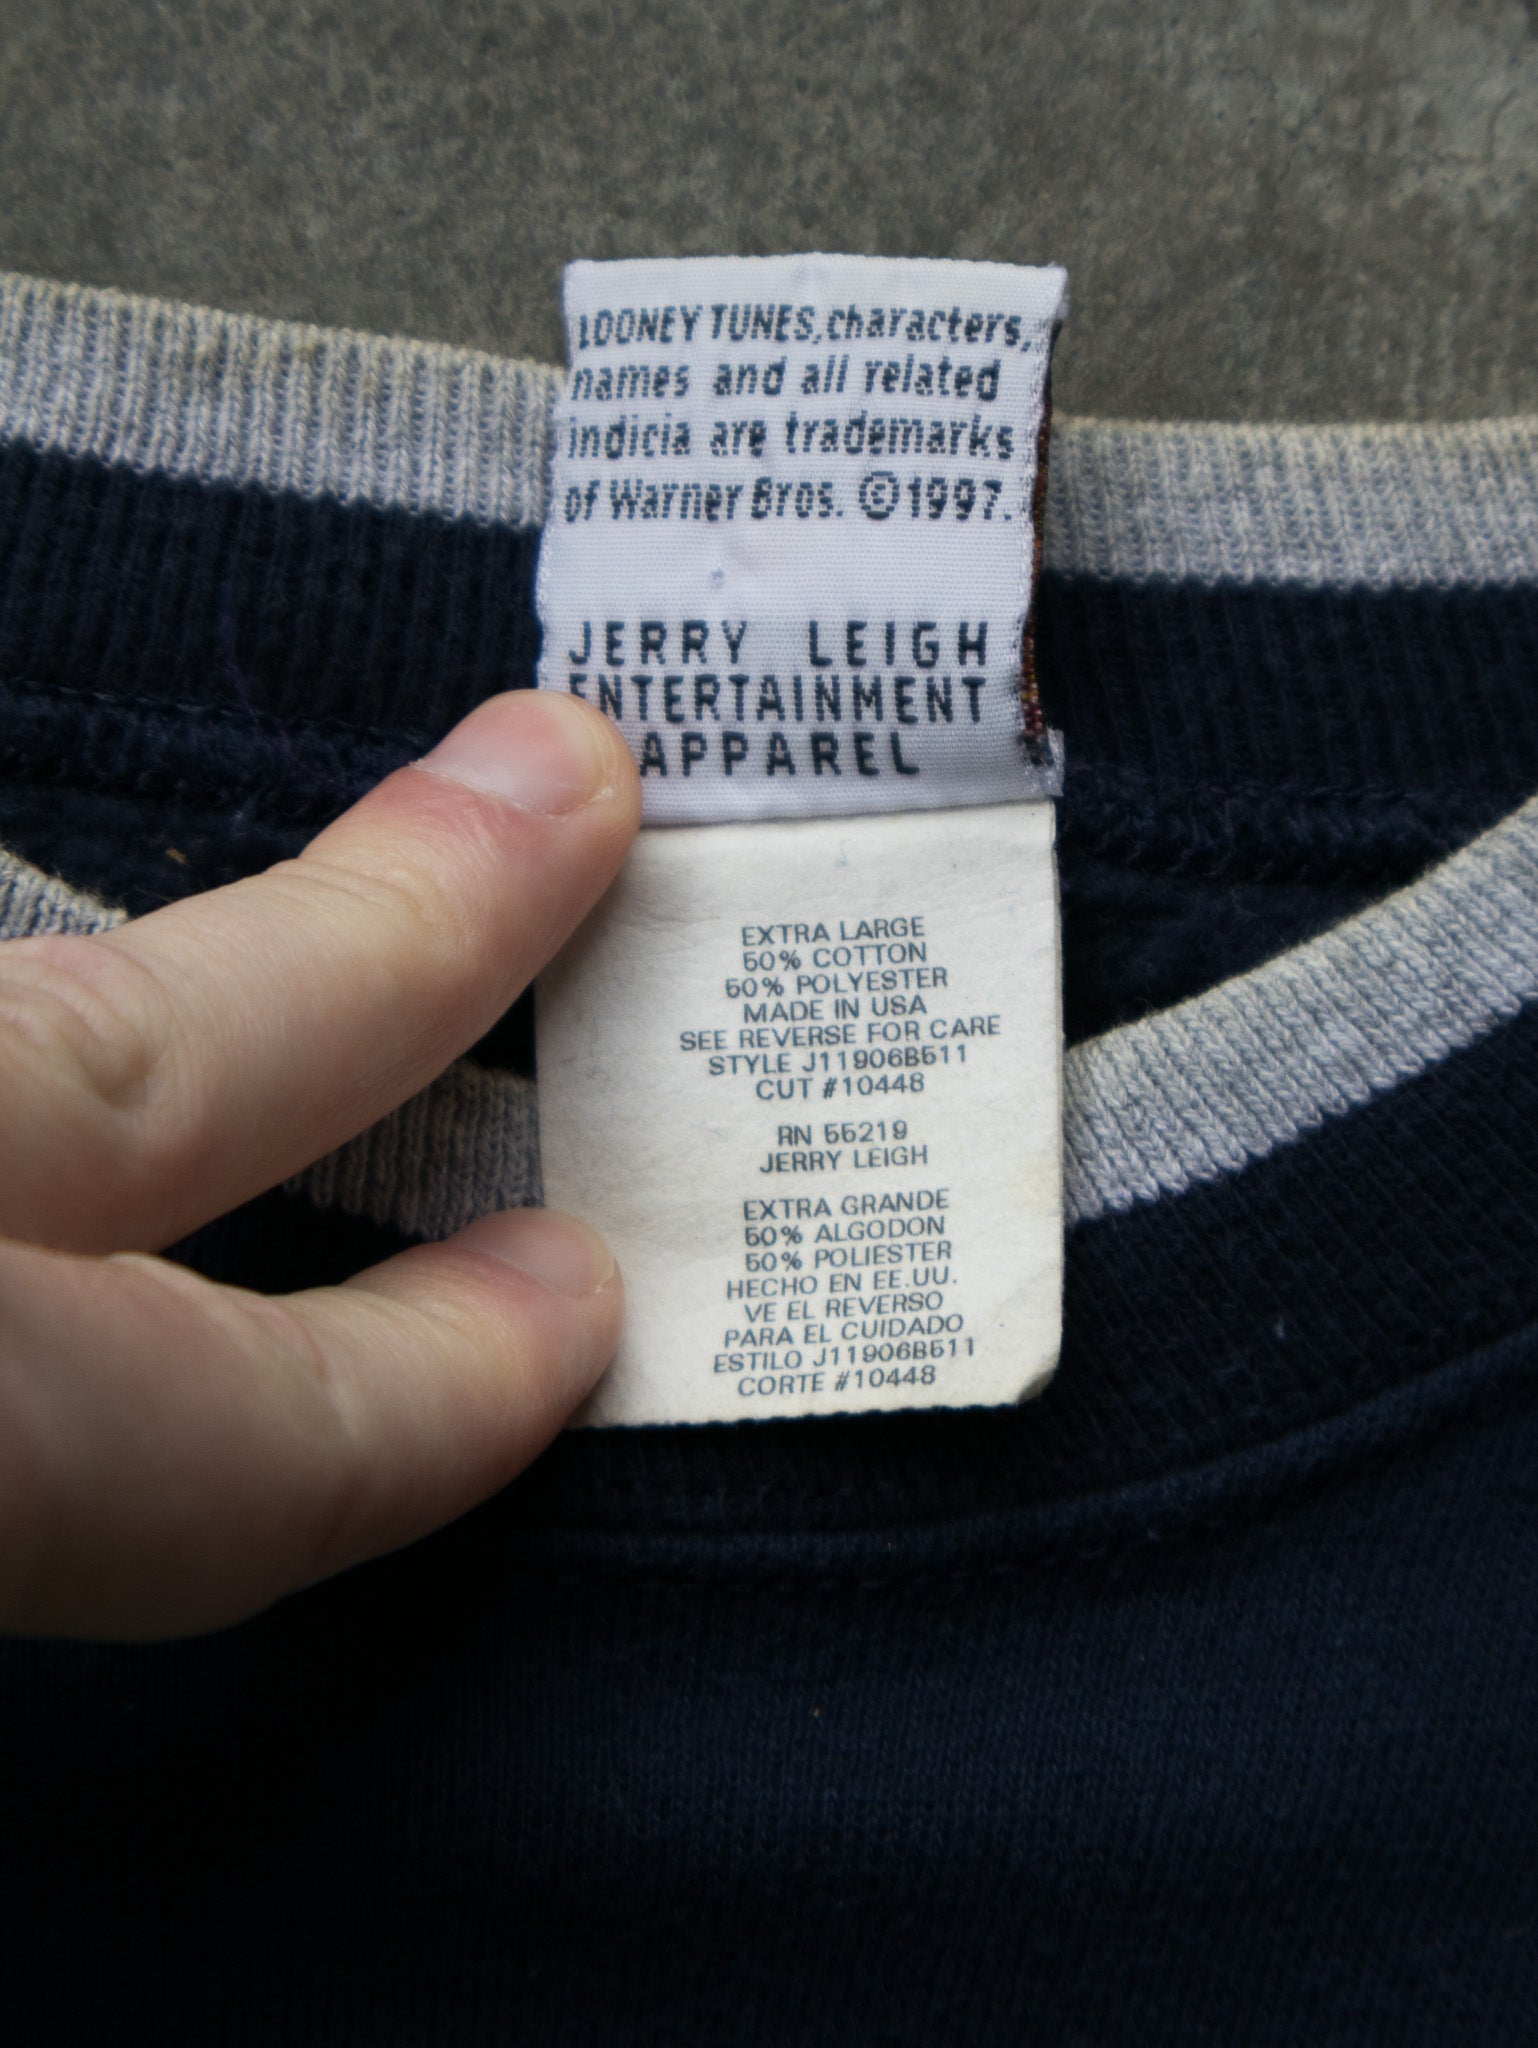 LOONEY TUNES, characters,
names and all related
indicia are trademarks
of Warner Bros. ©1997.
JERRY LEIGH
ENTERTAINMENT
APPAREL
EXTRA LARGE
50% COTTON
50% POLYESTER
MADE IN USA
SEE REVERSE FOR CARE
STYLE J11906B511
CUT #10448
RN 55219
JERRY LEIGH
EXTRA GRANDE
50% ALGODON
50% POLIESTER
HECHO EN EE.UU.
VE EL REVERSO
PARA EL CUIDADO
ESTILO J11906B511
CORTE #10448